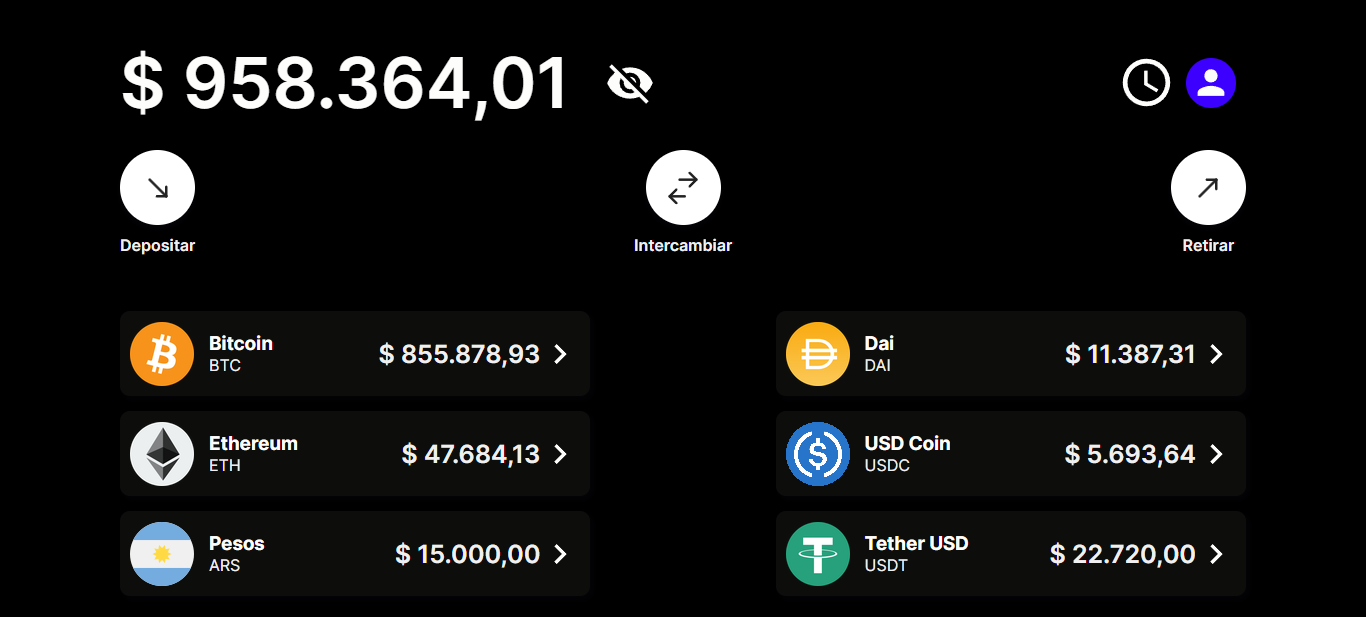 $ 958.364,01
Depositar
Intercambiar
Retirar
Bitcoin
BTC
$ 855.878,93
Dai
DAI
$ 11.387,31
Ethereum
ETH
$ 47.684,13
USD Coin
USDC
$ 5.693,64
Pesos
ARS
$ 15.000,00
Tether USD
USDT
$ 22.720,00